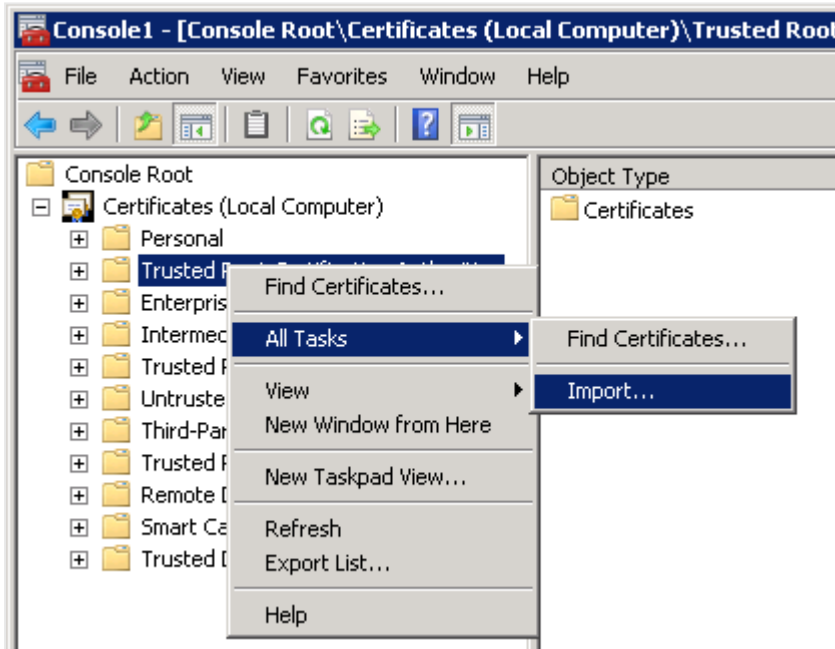 Console1 - [Console Root\Certificates (Local Computer)\Trusted Root
File Action View Favorites Window Help
Console Root
Certificates (Local Computer)
Personal
Trusted
Enterpris
Intermed
Trusted
Untruste
Third-Par
Trusted
Remote
Smart Ca
Trusted
Find Certificates...
All Tasks
View
New Window from Here
New Taskpad View...
Refresh
Export List...
Help
Find Certificates...
Import...
Object Type
Certificates